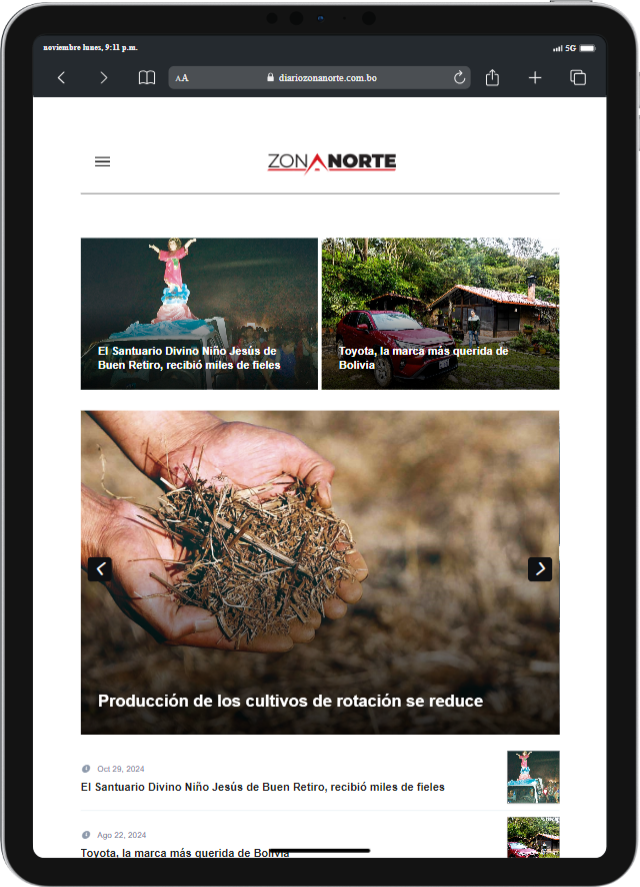 noviembre lunes, 9:11 p.m.
5G
AA
diariozonanorte.com.bo
ZONANORTE
El Santuario Divino Niño Jesús de
Buen Retiro, recibió miles de fieles
Toyota, la marca más querida de
Bolivia
Producción de los cultivos de rotación se reduce
Oct 29, 2024
El Santuario Divino Niño Jesús de Buen Retiro, recibió miles de fieles
Ago 22, 2024
Toyota, la marca más querida de Bolivia